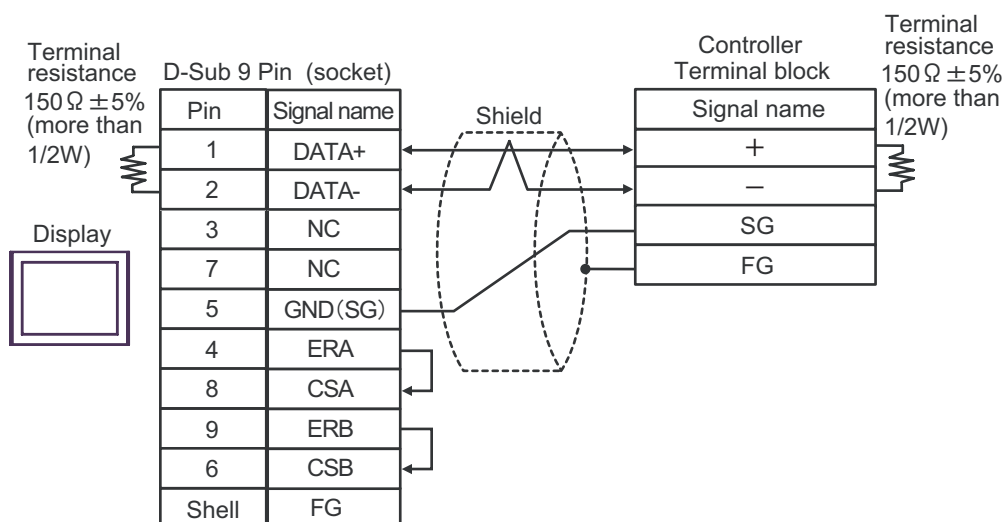 Terminal
resistance
150Ω±5%
(more than
1/2W)
D-Sub 9 Pin (socket)
Pin Signal name
1 DATA+
2 DATA-
3 NC
7 NC
5 GND(SG)
4 ERA
8 CSA
9 ERB
6 CSB
Shell FG
Display
Shield
Controller
Terminal block
Signal name
+
−
SG
FG
Terminal
resistance
150Ω±5%
(more than
1/2W)